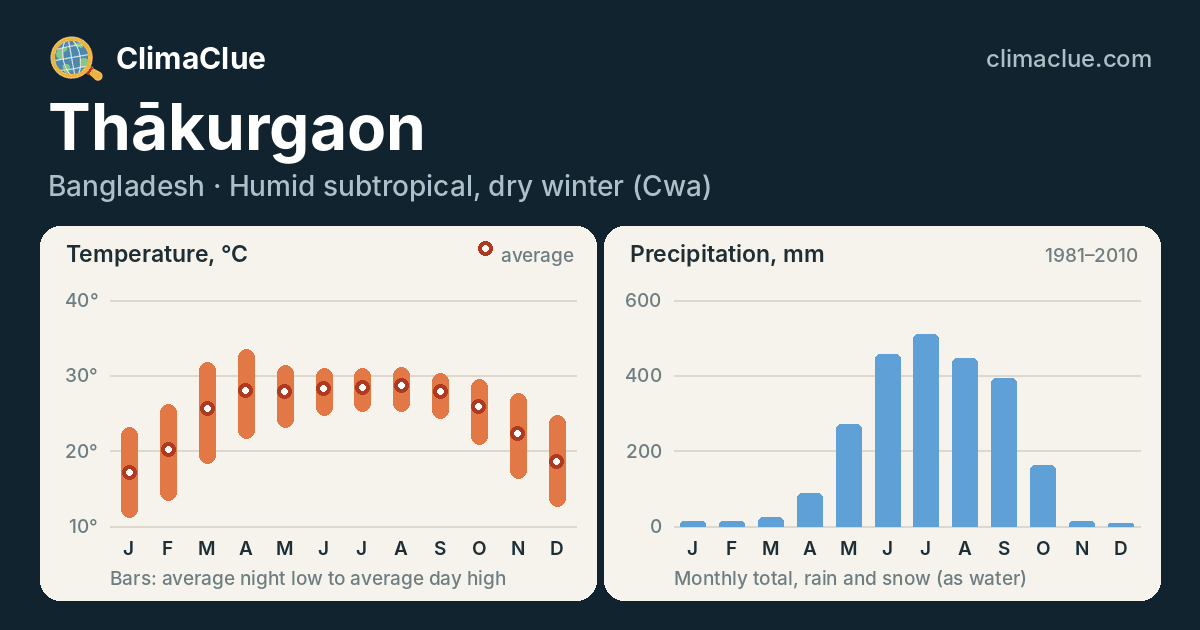 ClimaClue
climaclue.com
Thākurgaon
Bangladesh · Humid subtropical, dry winter (Cwa)
Temperature, °C
average
40°
30°
20°
10°
J F M A M J J A S O N D
Bars: average night low to average day high
Precipitation, mm
1981–2010
600
400
200
0
J F M A M J J A S O N D
Monthly total, rain and snow (as water)